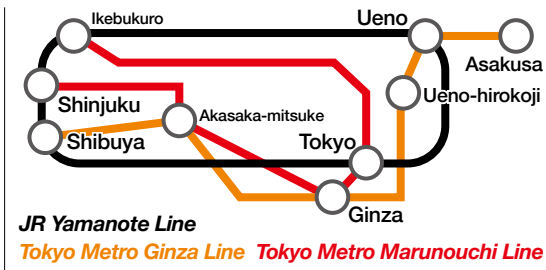 Ikebukuro
Ueno
Asakusa
Shinjuku
Ueno-hirokoji
Akasaka-mitsuke
Shibuya
Tokyo
Ginza
JR Yamanote Line
Tokyo Metro Ginza Line Tokyo Metro Marunouchi Line